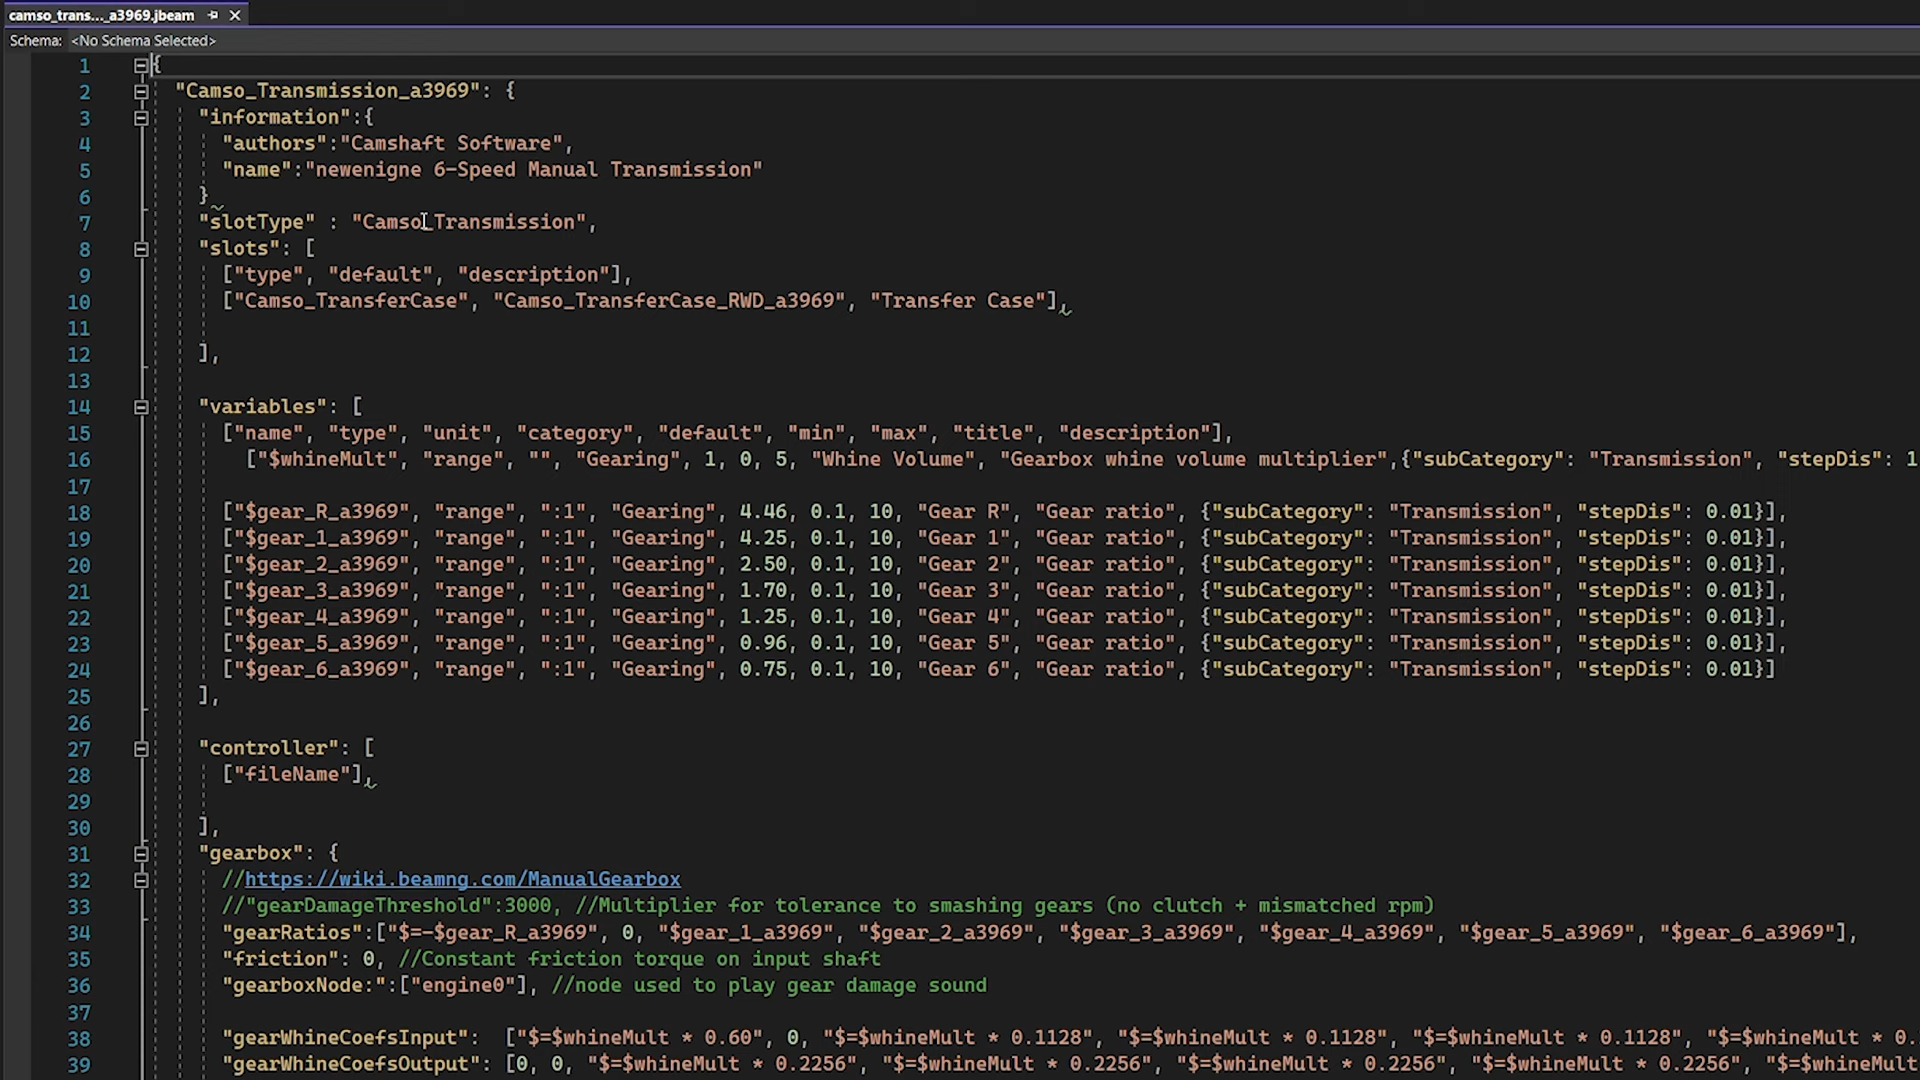 camso_trans..._a3969.jbeam
Schema: <No Schema Selected>
1 {
2 "Camso_Transmission_a3969": {
3 "information":{
4 "authors":"Camshaft Software",
5 "name":"newenigne 6-Speed Manual Transmission"
6 }
7 "slotType" : "Camso_Transmission",
8 "slots": [
9 ["type", "default", "description"],
10 ["Camso_TransferCase", "Camso_TransferCase_RWD_a3969", "Transfer Case"],
11
12 ],
13
14 "variables": [
15 ["name", "type", "unit", "category", "default", "min", "max", "title", "description"],
16 ["$whineMult", "range", "", "Gearing", 1, 0, 5, "Whine Volume", "Gearbox whine volume multiplier",{"subCategory": "Transmission", "stepDis": 1
17
18 ["$gear_R_a3969", "range", ":1", "Gearing", 4.46, 0.1, 10, "Gear R", "Gear ratio", {"subCategory": "Transmission", "stepDis": 0.01}],
19 ["$gear_1_a3969", "range", ":1", "Gearing", 4.25, 0.1, 10, "Gear 1", "Gear ratio", {"subCategory": "Transmission", "stepDis": 0.01}],
20 ["$gear_2_a3969", "range", ":1", "Gearing", 2.50, 0.1, 10, "Gear 2", "Gear ratio", {"subCategory": "Transmission", "stepDis": 0.01}],
21 ["$gear_3_a3969", "range", ":1", "Gearing", 1.70, 0.1, 10, "Gear 3", "Gear ratio", {"subCategory": "Transmission", "stepDis": 0.01}],
22 ["$gear_4_a3969", "range", ":1", "Gearing", 1.25, 0.1, 10, "Gear 4", "Gear ratio", {"subCategory": "Transmission", "stepDis": 0.01}],
23 ["$gear_5_a3969", "range", ":1", "Gearing", 0.96, 0.1, 10, "Gear 5", "Gear ratio", {"subCategory": "Transmission", "stepDis": 0.01}],
24 ["$gear_6_a3969", "range", ":1", "Gearing", 0.75, 0.1, 10, "Gear 6", "Gear ratio", {"subCategory": "Transmission", "stepDis": 0.01}]
25 ],
26
27 "controller": [
28 ["fileName"],
29
30 ],
31 "gearbox": {
32 //https://wiki.beamng.com/ManualGearbox
33 //"gearDamageThreshold":3000, //Multiplier for tolerance to smashing gears (no clutch + mismatched rpm)
34 "gearRatios":["$=-$gear_R_a3969", 0, "$gear_1_a3969", "$gear_2_a3969", "$gear_3_a3969", "$gear_4_a3969", "$gear_5_a3969", "$gear_6_a3969"],
35 "friction": 0, //Constant friction torque on input shaft
36 "gearboxNode:":["engine0"], //node used to play gear damage sound
37
38 "gearWhineCoefsInput": ["$=$whineMult * 0.60", 0, "$=$whineMult * 0.1128", "$=$whineMult * 0.1128", "$=$whineMult * 0.1128", "$=$whineMult * 0.
39 "gearWhineCoefsOutput": [0, 0, "$=$whineMult * 0.2256", "$=$whineMult * 0.2256", "$=$whineMult * 0.2256", "$=$whineMult * 0.2256", "$=$whineMult